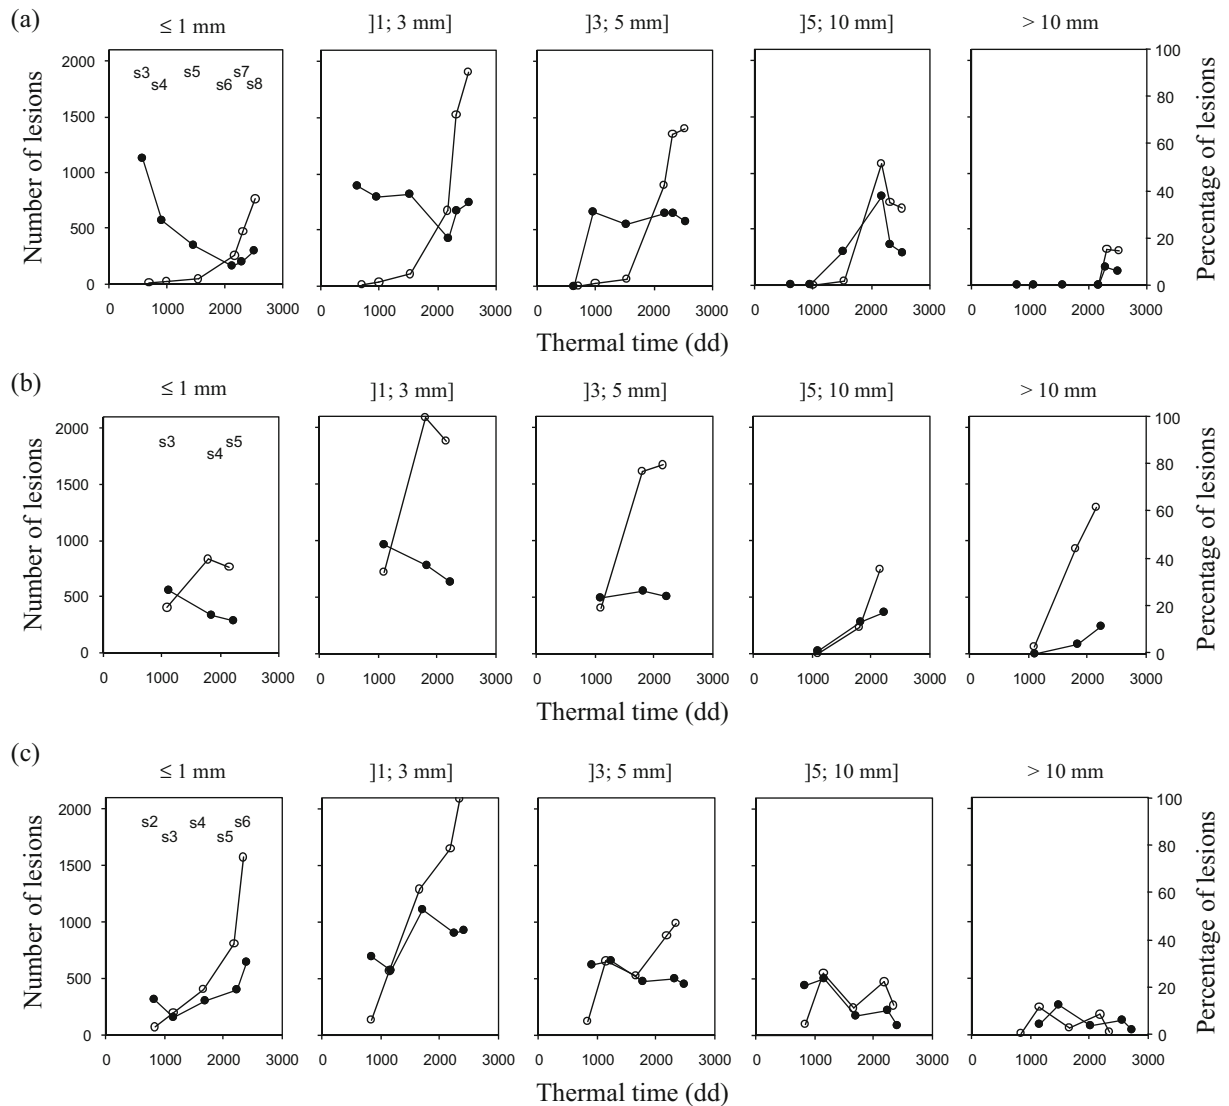 (a)
≤ 1 mm ]1; 3 mm] ]3; 5 mm] ]5; 10 mm] > 10 mm
Number of lesions
2000
1500
1000
500
0
s3 s4 s5 s6 s7 s8
100
80
60
40
20
0
Percentage of lesions
0 1000 2000 3000 0 1000 2000 3000 0 1000 2000 3000 0 1000 2000 3000 0 1000 2000 3000
Thermal time (dd)
(b)
≤ 1 mm ]1; 3 mm] ]3; 5 mm] ]5; 10 mm] > 10 mm
Number of lesions
2000
1500
1000
500
0
s3 s4 s5
100
80
60
40
20
0
Percentage of lesions
0 1000 2000 3000 0 1000 2000 3000 0 1000 2000 3000 0 1000 2000 3000 0 1000 2000 3000
Thermal time (dd)
(c)
≤ 1 mm ]1; 3 mm] ]3; 5 mm] ]5; 10 mm] > 10 mm
Number of lesions
2000
1500
1000
500
0
s2 s3 s4 s5 s6
100
80
60
40
20
0
Percentage of lesions
0 1000 2000 3000 0 1000 2000 3000 0 1000 2000 3000 0 1000 2000 3000 0 1000 2000 3000
Thermal time (dd)